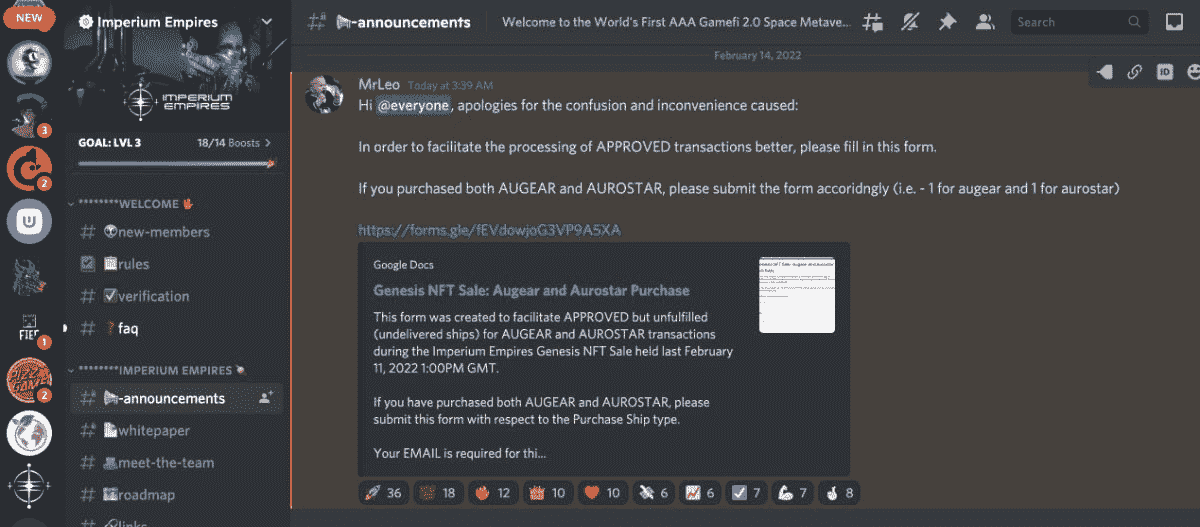 NEW
Imperium Empires
-announcements
Welcome to the World's First AAA Gamefi 2.0 Space Metave...
Search
IMPERIUM
EMPIRES
GOAL: LVL 3
18/14 Boosts
********WELCOME
new-members
rules
verification
faq
********IMPERIUM EMPIRES
-announcements
whitepaper
meet-the-team
roadmap
links
3
2
U
FIEF
1
PIZZA
GAME
2
February 14, 2022
ID
MrLeo Today at 3:39 AM
Hi @everyone, apologies for the confusion and inconvenience caused:
In order to facilitate the processing of APPROVED transactions better, please fill in this form.
If you purchased both AUGEAR and AUROSTAR, please submit the form accoridngly (i.e. - 1 for augear and 1 for aurostar)
https://forms.gle/fEVdowjoG3VP9A5XA
Google Docs
Genesis NFT Sale: Augear and Aurostar Purchase
This form was created to facilitate APPROVED but unfulfilled
(undelivered ships) for AUGEAR and AUROSTAR transactions
during the Imperium Empires Genesis NFT Sale held last February
11, 2022 1:00PM GMT.
If you have purchased both AUGEAR and AUROSTAR, please
submit this form with respect to the Purchase Ship type.
Your EMAIL is required for thi...
36
18
12
10
10
6
6
7
7
8